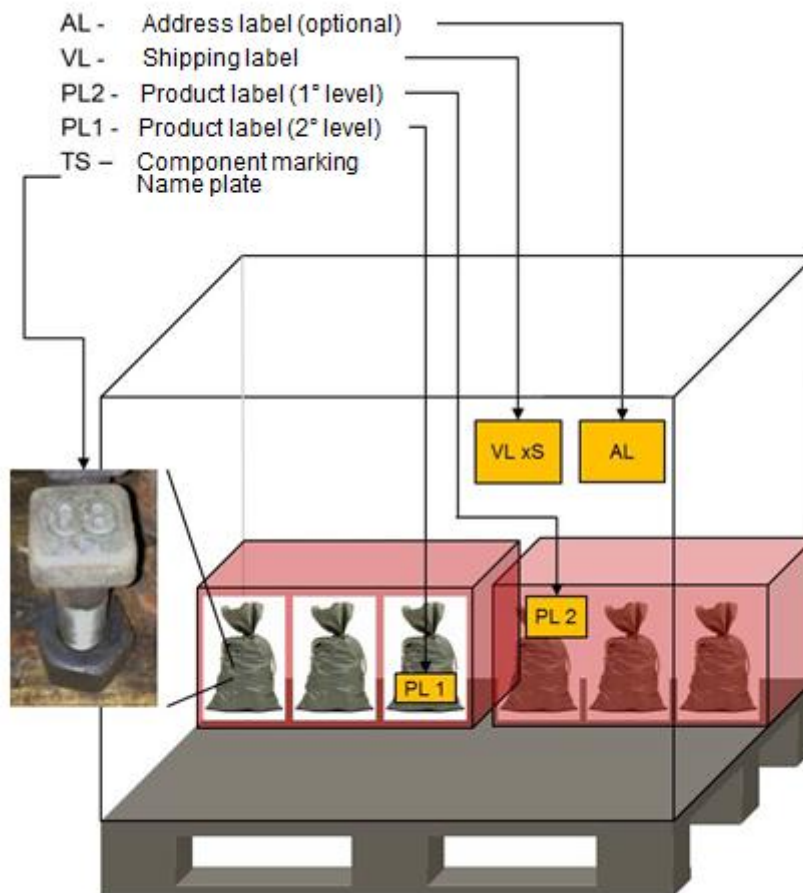 AL - Address label (optional)
VL - Shipping label
PL2 - Product label (1° level)
PL1 - Product label (2° level)
TS – Component marking
Name plate
VL xS
AL
PL 2
PL 1